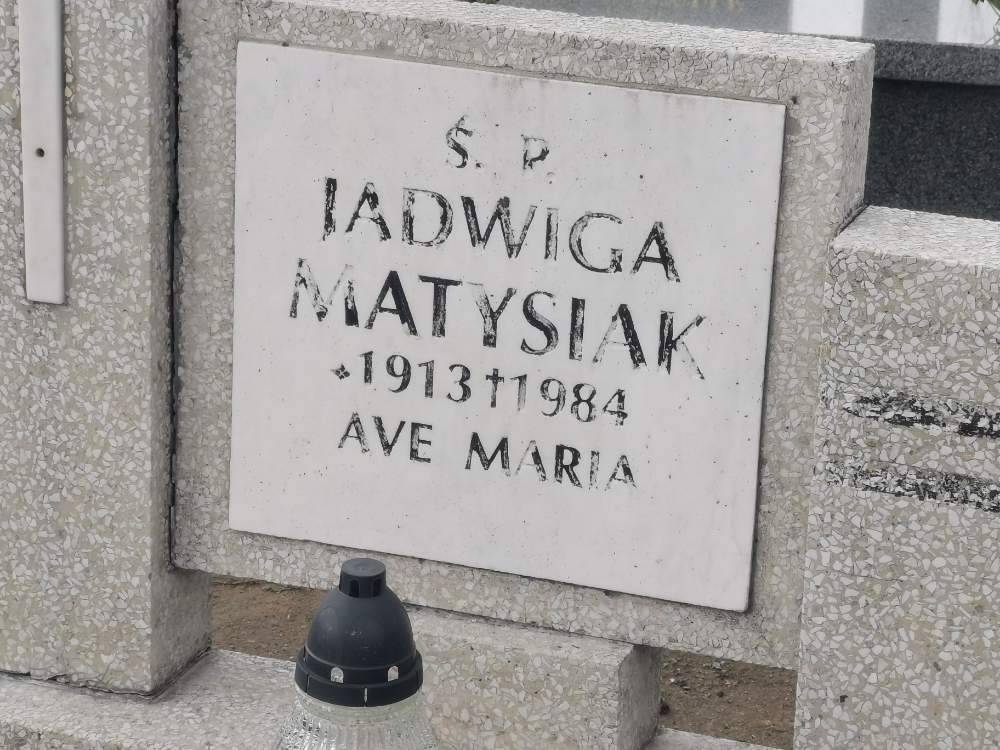 Ś. P.
JADWIGA
MATYSIAK
*1913 †1984
AVE MARIA